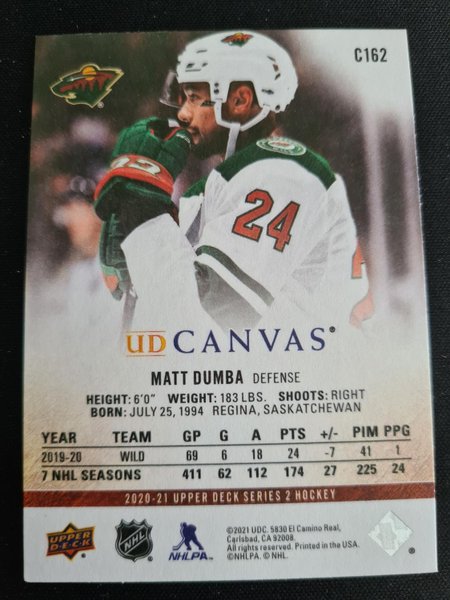 C162
24
UD CANVAS®
MATT DUMBA DEFENSE
HEIGHT: 6'0" WEIGHT: 183 LBS. SHOOTS: RIGHT
BORN: JULY 25, 1994 REGINA, SASKATCHEWAN
YEAR TEAM GP G A PTS +/- PIM PPG
2019-20 WILD 69 6 18 24 -7 41 1
7 NHL SEASONS 411 62 112 174 27 225 24
2020-21 UPPER DECK SERIES 2 HOCKEY
UPPER DECK
NHL
NHLPA
©2021 UDC. 5830 El Camino Real,
Carlsbad, CA 92008.
All rights reserved. Printed in the USA.
©NHLPA. © NHL.